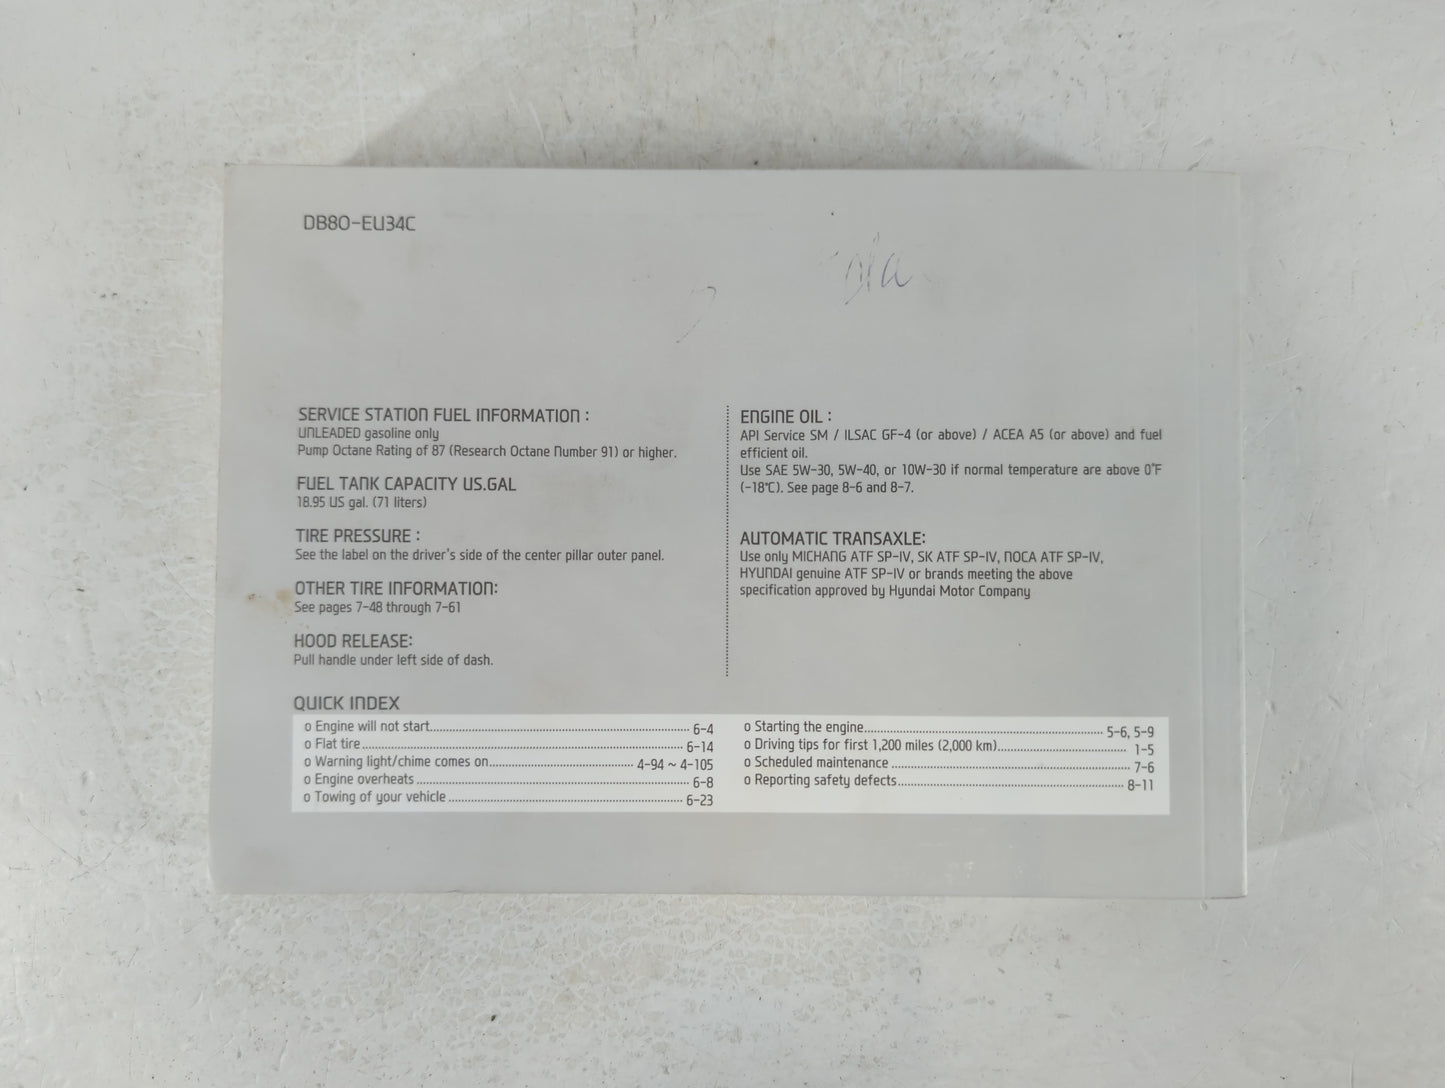 DB80-EU34C
SERVICE STATION FUEL INFORMATION :
UNLEADED gasoline only
Pump Octane Rating of 87 (Research Octane Number 91) or higher.
FUEL TANK CAPACITY US.GAL
18.95 US gal. (71 liters)
TIRE PRESSURE :
See the label on the driver's side of the center pillar outer panel.
OTHER TIRE INFORMATION:
See pages 7-48 through 7-61
HOOD RELEASE:
Pull handle under left side of dash.
ENGINE OIL :
API Service SM / ILSAC GF-4 (or above) / ACEA A5 (or above) and fuel
efficient oil.
Use SAE 5W-30, 5W-40, or 10W-30 if normal temperature are above 0°F
(-18℃). See page 8-6 and 8-7.
AUTOMATIC TRANSAXLE:
Use only MICHANG ATF SP-IV, SK ATF SP-IV, NOCA ATF SP-IV,
HYUNDAI genuine ATF SP-IV or brands meeting the above
specification approved by Hyundai Motor Company
QUICK INDEX
o Engine will not start........ 6-4
o Flat tire........ 6-14
o Warning light/chime comes on........ 4-94 ~ 4-105
o Engine overheats........ 6-8
o Towing of your vehicle........ 6-23
o Starting the engine........ 5-6, 5-9
o Driving tips for first 1,200 miles (2,000 km)........ 1-5
o Scheduled maintenance........ 7-6
o Reporting safety defects........ 8-11